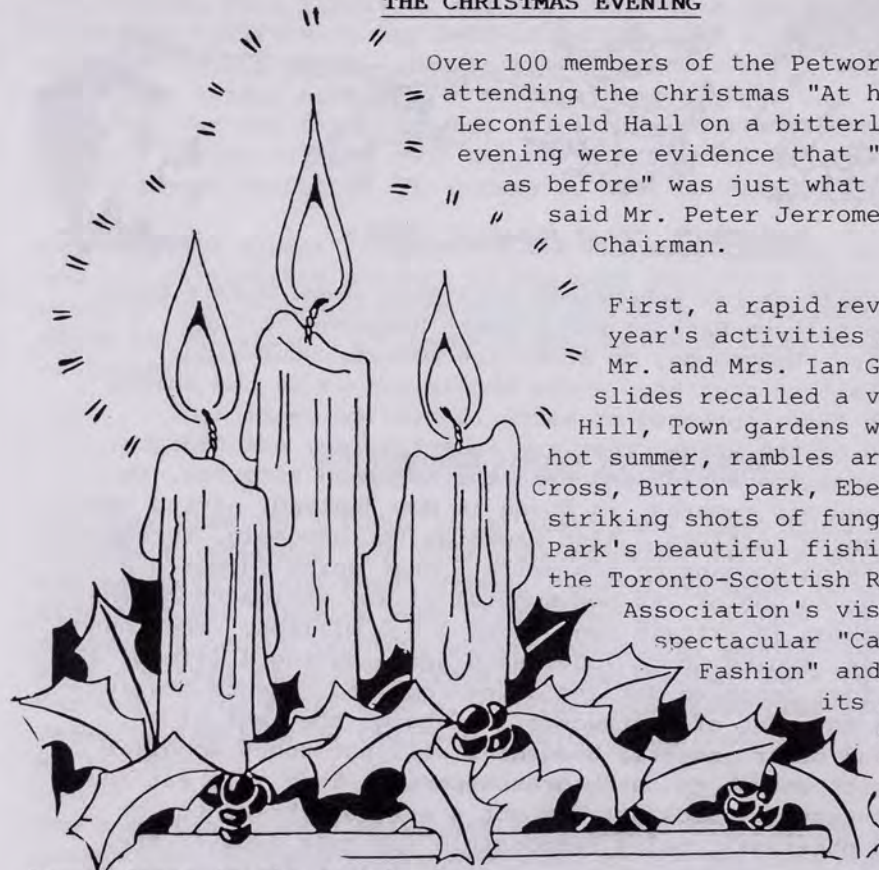 THE CHRISTMAS EVENING
Over 100 members of the Petwor
attending the Christmas "At h
Leconfield Hall on a bitterl
evening were evidence that "
as before" was just what
said Mr. Peter Jerrome
Chairman.
First, a rapid rev
year's activities
Mr. and Mrs. Ian G
slides recalled a v
Hill, Town gardens w
hot summer, rambles ar
Cross, Burton park, Ebe
striking shots of fung
Park's beautiful fishi
the Toronto-Scottish R
Association's vis
spectacular "Ca
Fashion" and
its